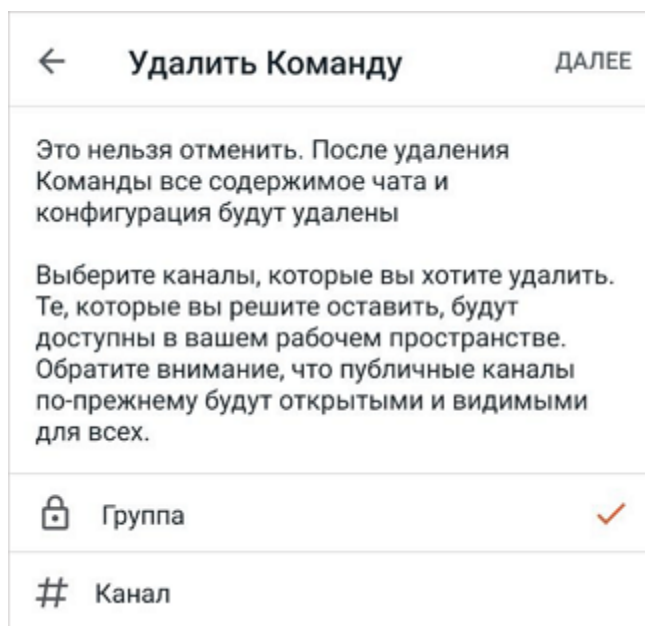 Удалить Команду ДАЛЕЕ
Это нельзя отменить. После удаления
Команды все содержимое чата и
конфигурация будут удалены
Выберите каналы, которые вы хотите удалить.
Те, которые вы решите оставить, будут
доступны в вашем рабочем пространстве.
Обратите внимание, что публичные каналы
по-прежнему будут открытыми и видимыми
для всех.
Группа
# Канал